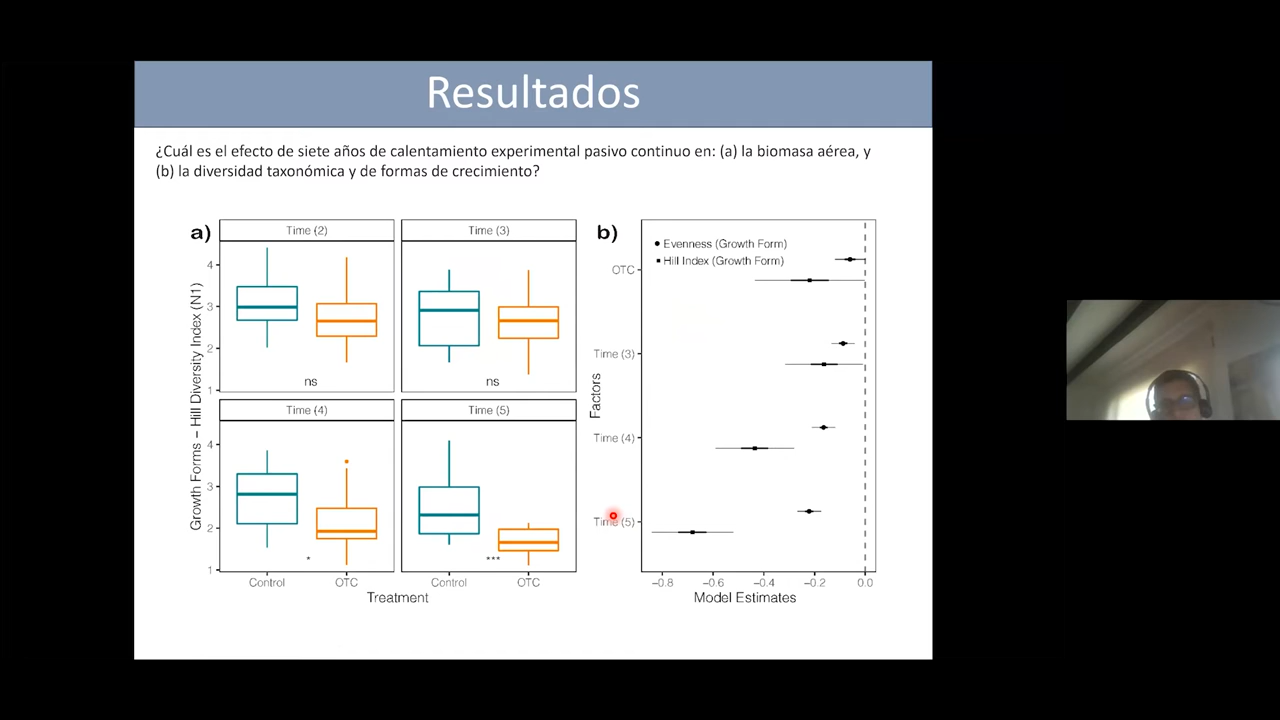 Resultados
¿Cuál es el efecto de siete años de calentamiento experimental pasivo continuo en: (a) la biomasa aérea, y
(b) la diversidad taxonómica y de formas de crecimiento?
a)
Growth Forms – Hill Diversity Index (N1)
Time (2)
Time (3)
4
3
2
1
ns
ns
Time (4)
Time (5)
4
3
2
1
*
***
Control
OTC
Control
OTC
Treatment
b)
Evenness (Growth Form)
Hill Index (Growth Form)
Factors
OTC
Time (3)
Time (4)
Time (5)
−0.8
−0.6
−0.4
−0.2
0.0
Model Estimates